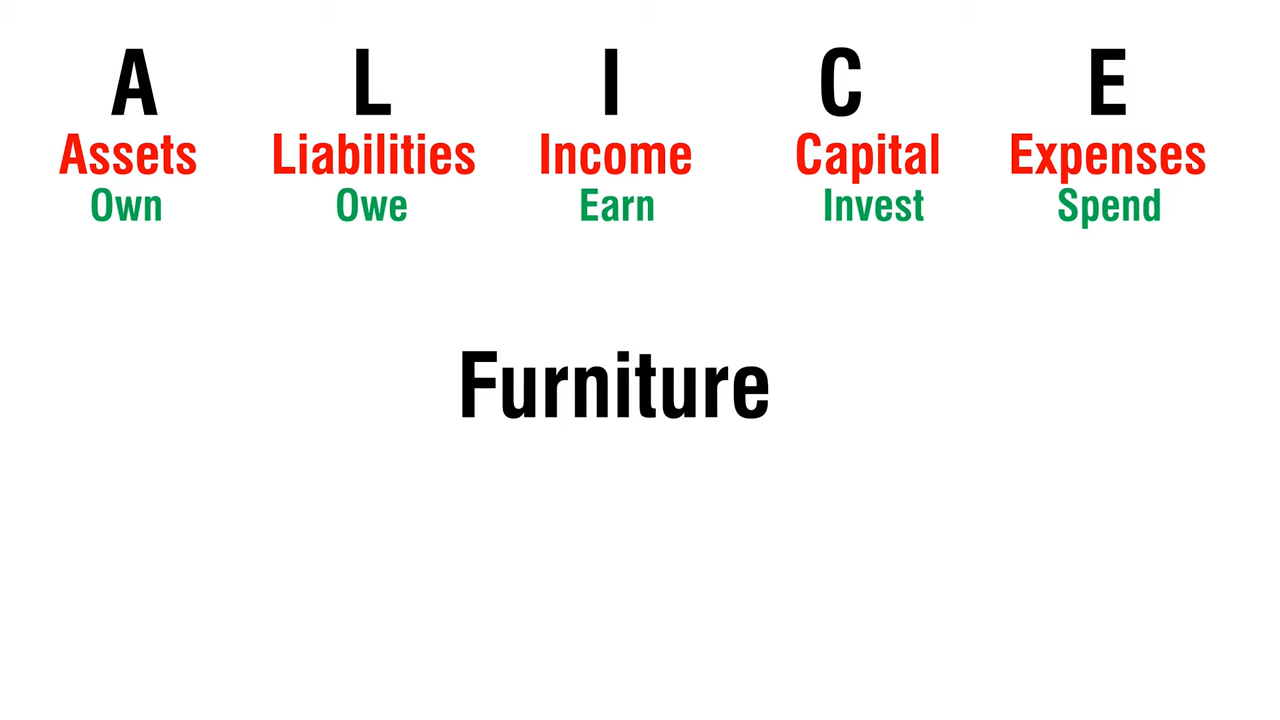 A L I C E
Assets Liabilities Income Capital Expenses
Own Owe Earn Invest Spend
Furniture